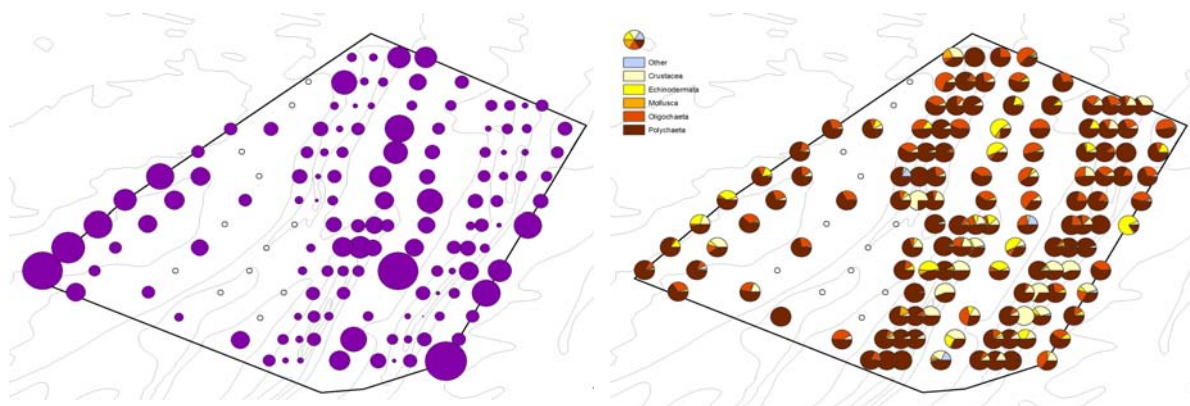 Other
Crustacea
Echinodermata
Mollusca
Oligochaeta
Polychaeta